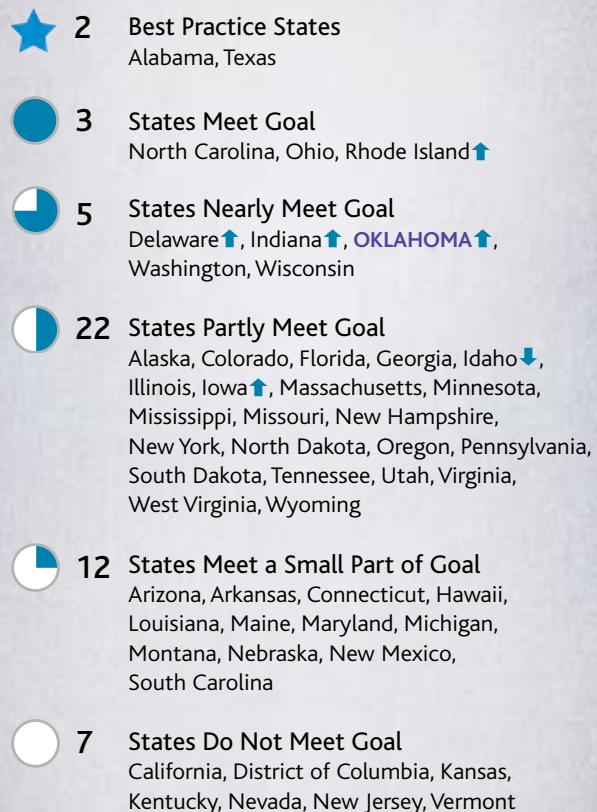 2 Best Practice States
Alabama, Texas
3 States Meet Goal
North Carolina, Ohio, Rhode Island⬆
5 States Nearly Meet Goal
Delaware⬆, Indiana⬆, OKLAHOMA⬆,
Washington, Wisconsin
22 States Partly Meet Goal
Alaska, Colorado, Florida, Georgia, Idaho⬇,
Illinois, Iowa⬆, Massachusetts, Minnesota,
Mississippi, Missouri, New Hampshire,
New York, North Dakota, Oregon, Pennsylvania,
South Dakota, Tennessee, Utah, Virginia,
West Virginia, Wyoming
12 States Meet a Small Part of Goal
Arizona, Arkansas, Connecticut, Hawaii,
Louisiana, Maine, Maryland, Michigan,
Montana, Nebraska, New Mexico,
South Carolina
7 States Do Not Meet Goal
California, District of Columbia, Kansas,
Kentucky, Nevada, New Jersey, Vermont